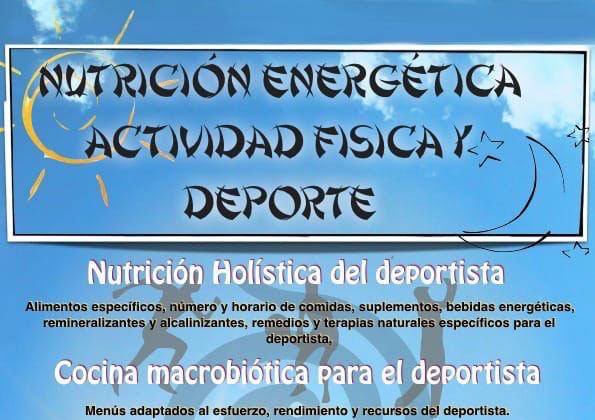 NUTRICIÓN ENERGÉTICA
ACTIVIDAD FISICA Y
DEPORTE
Nutrición Holística del deportista
Alimentos específicos, número y horario de comidas, suplementos, bebidas energéticas,
remineralizantes y alcalinizantes, remedios y terapias naturales específicos para el
deportista,
Cocina macrobiótica para el deportista
Menús adaptados al esfuerzo, rendimiento y recursos del deportista.